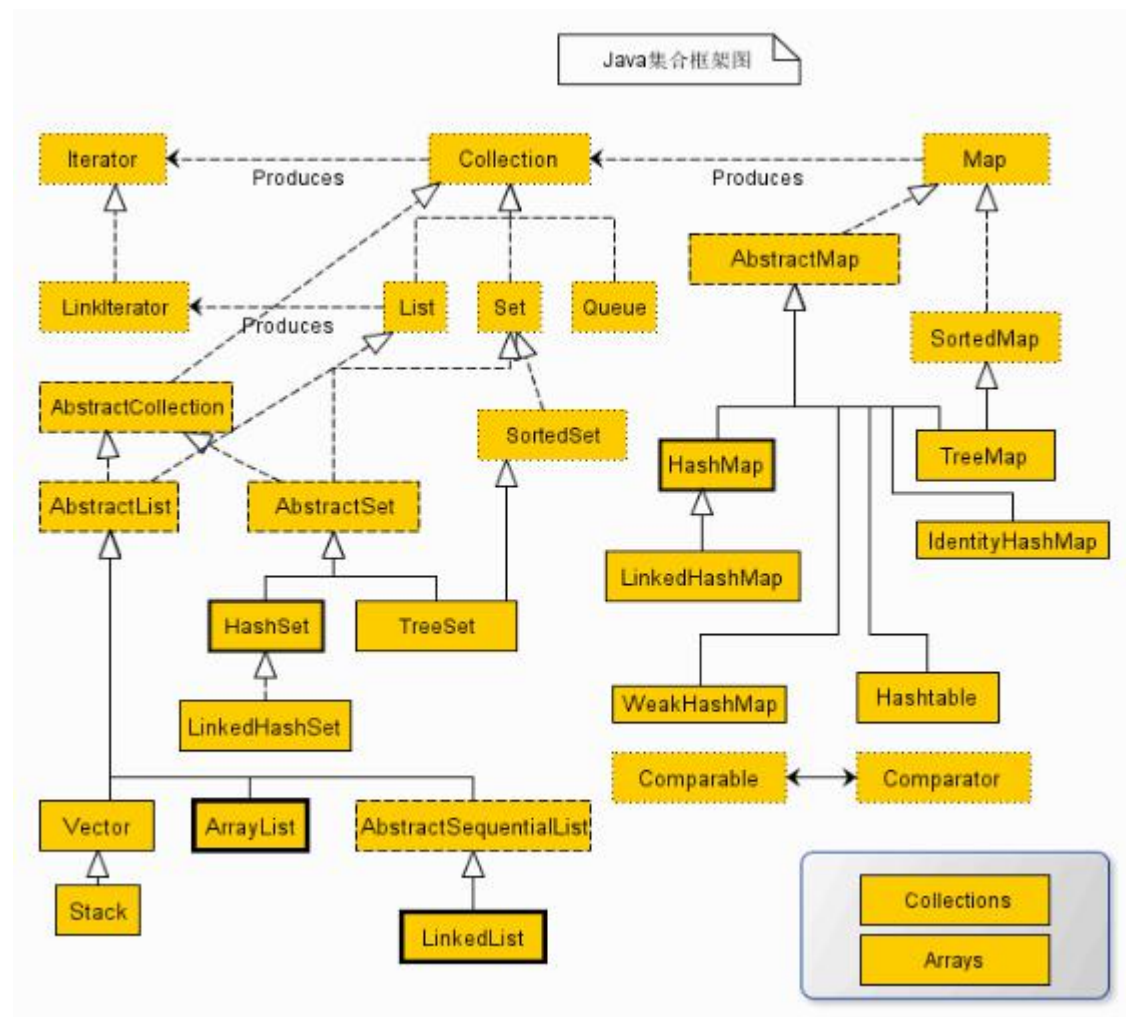 Java集合框架图
Iterator
Collection
Map
Produces
Produces
AbstractMap
LinkIterator
List
Set
Queue
Produces
SortedMap
AbstractCollection
SortedSet
HashMap
TreeMap
AbstractList
AbstractSet
IdentityHashMap
LinkedHashMap
HashSet
TreeSet
LinkedHashSet
WeakHashMap
Hashtable
Comparable
Comparator
Vector
ArrayList
AbstractSequentialList
Collections
Stack
LinkedList
Arrays